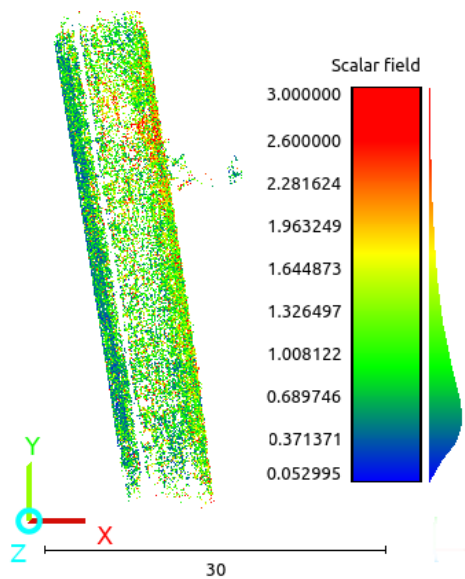 Scalar field
3.000000
2.600000
2.281624
1.963249
1.644873
1.326497
1.008122
0.689746
0.371371
0.052995
Y
X
Z
30